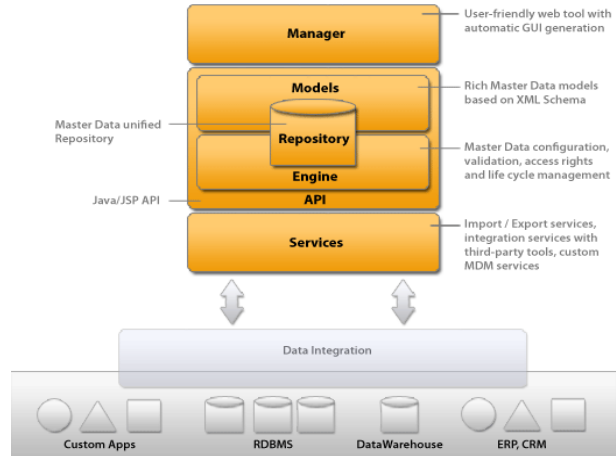 Manager
User-friendly web tool with
automatic GUI generation
Models
Rich Master Data models
based on XML Schema
Master Data unified
Repository
Repository
Master Data configuration,
validation, access rights
and life cycle management
Engine
Java/JSP API
API
Services
Import / Export services,
integration services with
third-party tools, custom
MDM services
Data Integration
Custom Apps
RDBMS
DataWarehouse
ERP, CRM